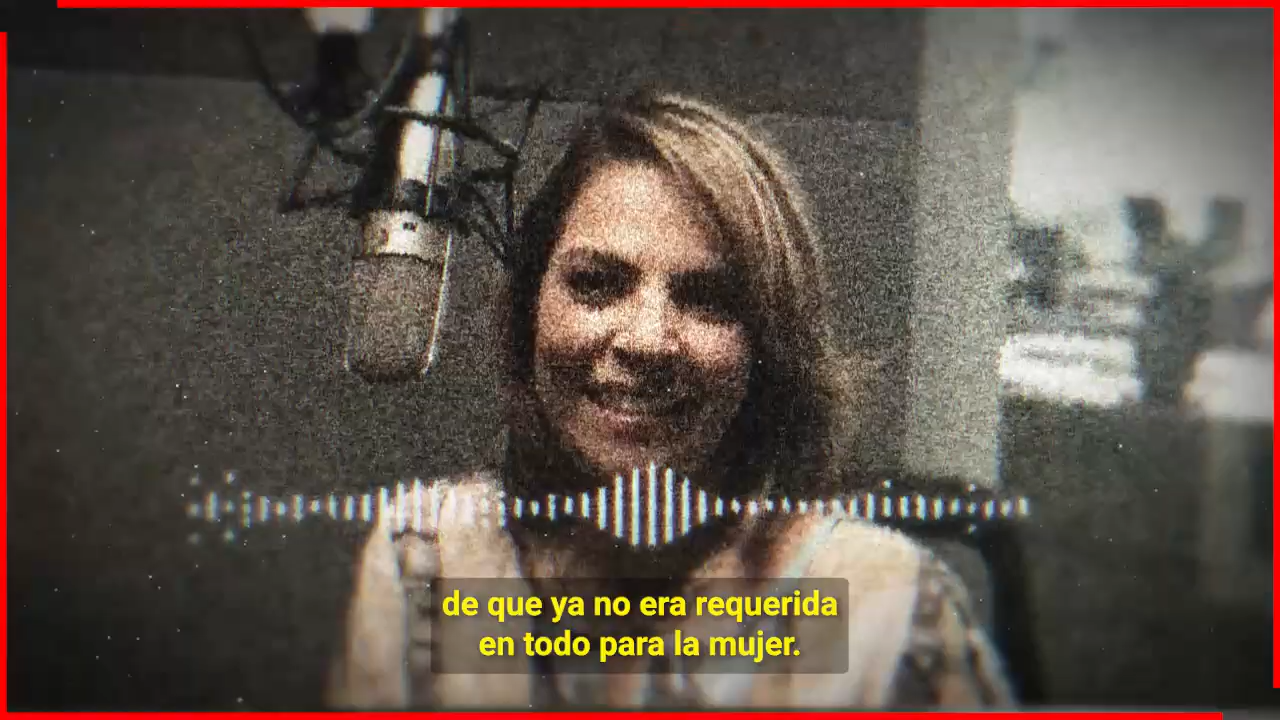 de que ya no era requerida
en todo para la mujer.